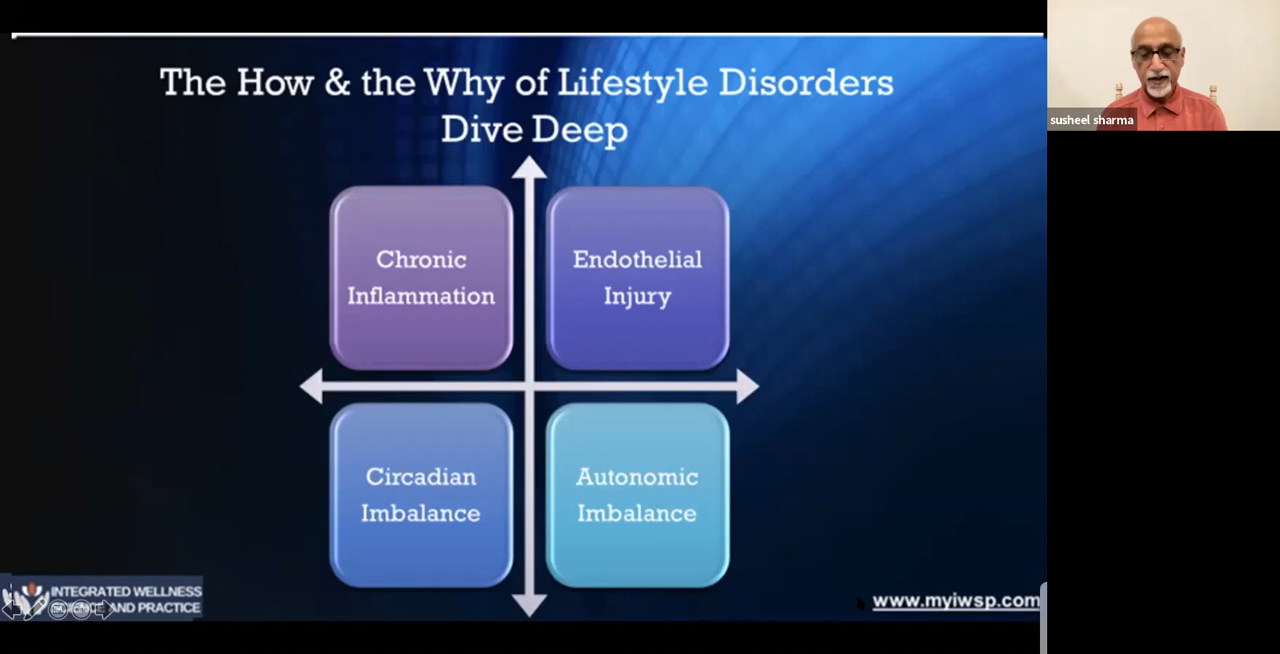 The How & the Why of Lifestyle Disorders
Dive Deep
Chronic
Inflammation
Endothelial
Injury
Circadian
Imbalance
Autonomic
Imbalance
INTEGRATED WELLNESS
AND PRACTICE
www.myiwsp.com
susheel sharma